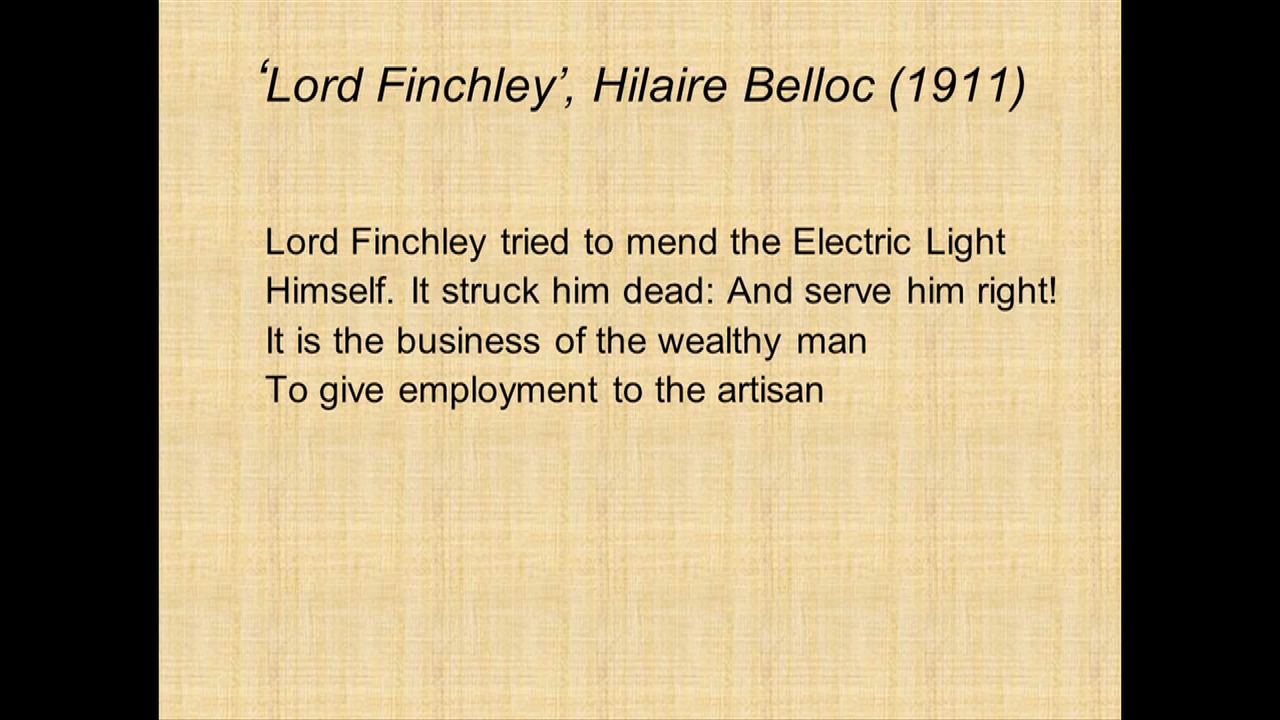 ‘Lord Finchley’, Hilaire Belloc (1911)
Lord Finchley tried to mend the Electric Light
Himself. It struck him dead: And serve him right!
It is the business of the wealthy man
To give employment to the artisan